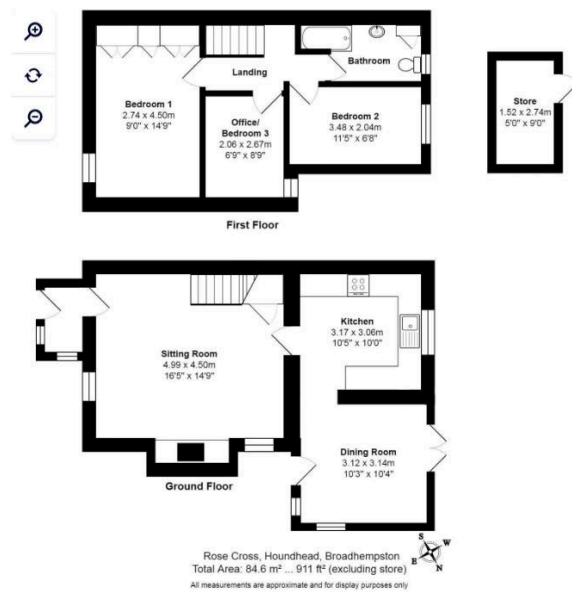 Landing
Bathroom
Bedroom 1
2.74 x 4.50m
9'0" x 14'9"
Office/
Bedroom 3
2.06 x 2.67m
6'9" x 8'9"
Bedroom 2
3.48 x 2.04m
11'5" x 6'8"
Store
1.52 x 2.74m
5'0" x 9'0"
First Floor
Sitting Room
4.99 x 4.50m
16'5" x 14'9"
Kitchen
3.17 x 3.06m
10'5" x 10'0"
Dining Room
3.12 x 3.14m
10'3" x 10'4"
Ground Floor
S
W
E
N
Rose Cross, Houndhead, Broadhempston
Total Area: 84.6 m² ... 911 ft² (excluding store)
All measurements are approximate and for display purposes only